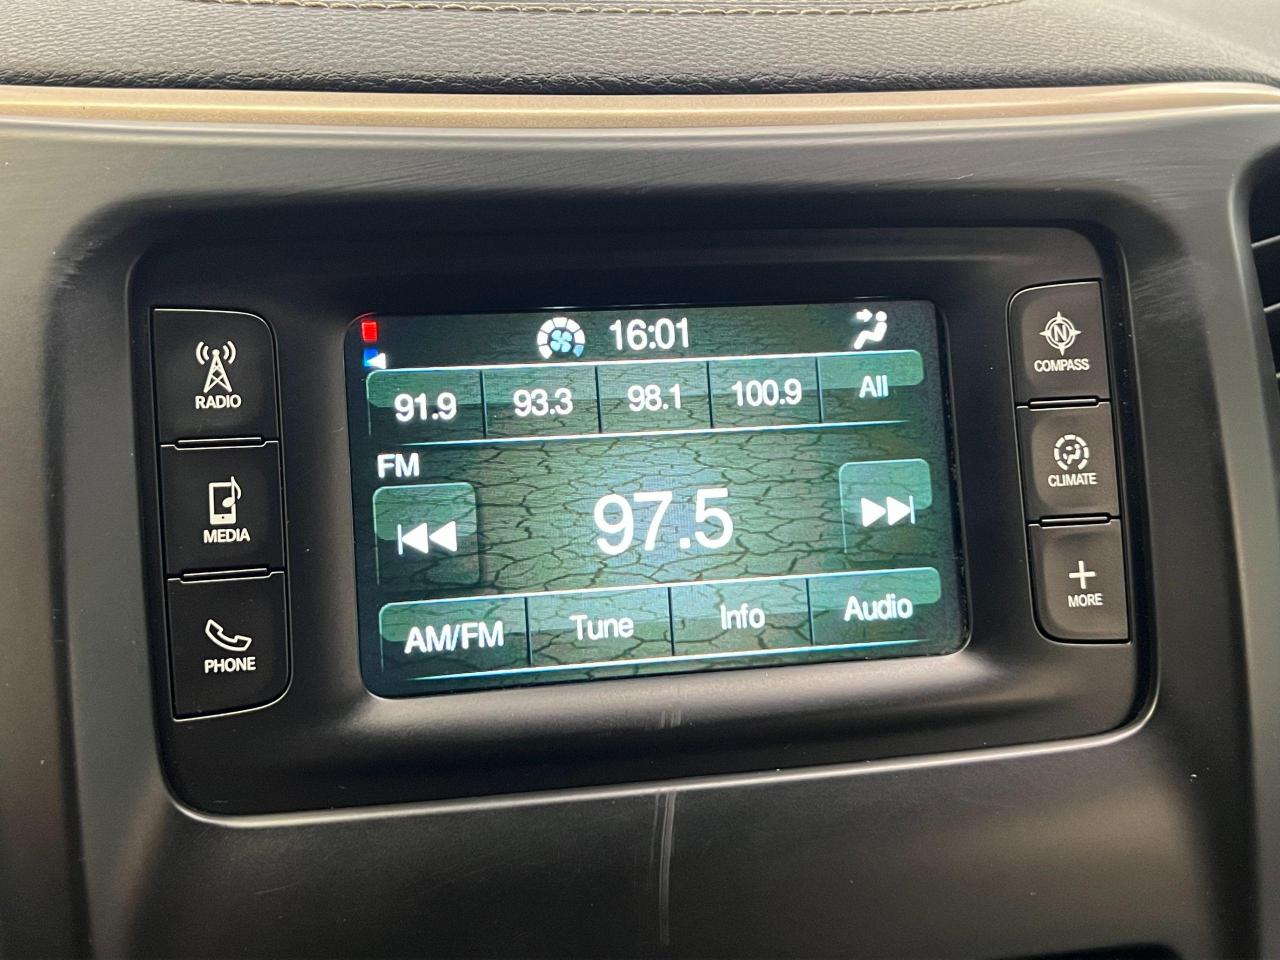 16:01
91.9 93.3 98.1 100.9 All
FM
97.5
AM/FM Tune Info Audio
RADIO
MEDIA
PHONE
N
COMPASS
CLIMATE
MORE